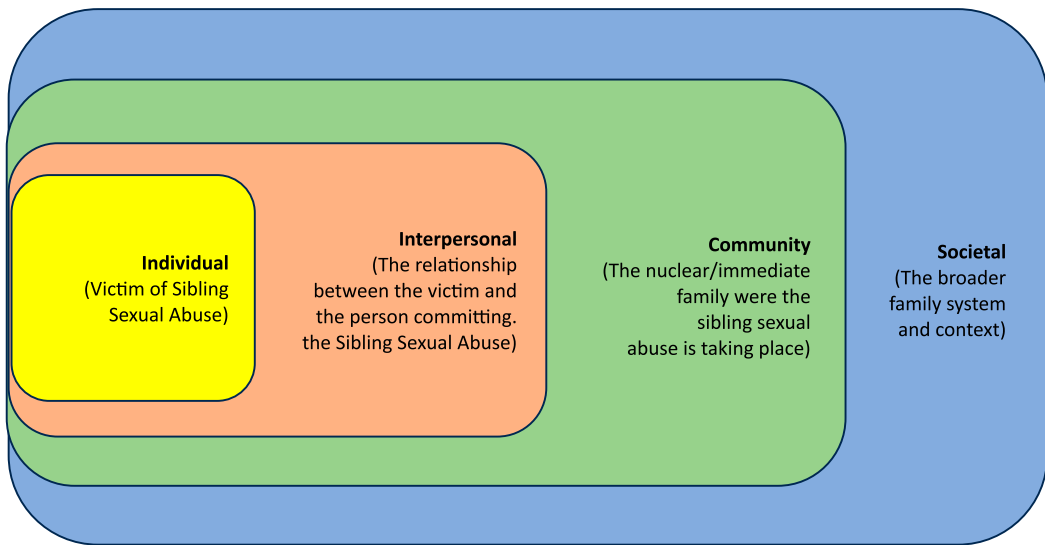 Individual
(Victim of Sibling
Sexual Abuse)
Interpersonal
(The relationship
between the victim and
the person committing.
the Sibling Sexual Abuse)
Community
(The nuclear/immediate
family were the
sibling sexual
abuse is taking place)
Societal
(The broader
family system
and context)